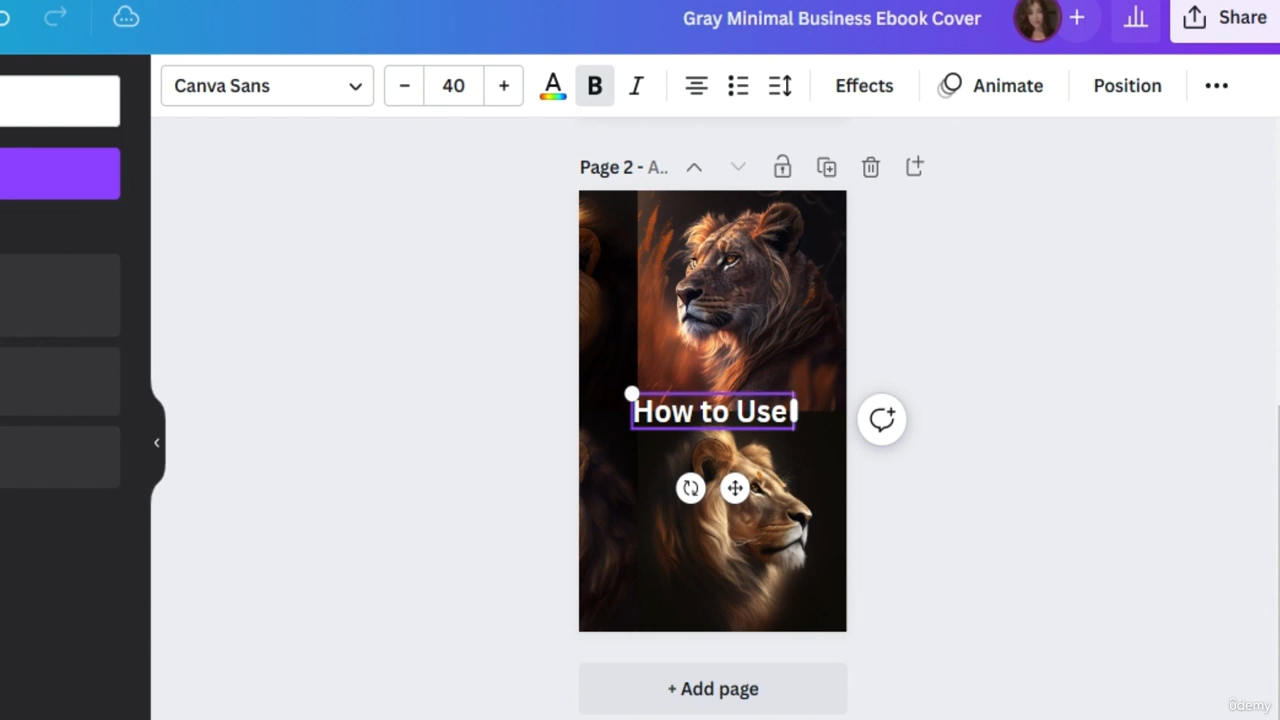 Gray Minimal Business Ebook Cover
Share
Canva Sans
– 40 +
A B I
Effects
Animate
Position
Page 2 - A..
How to Use
+ Add page
ûdemy